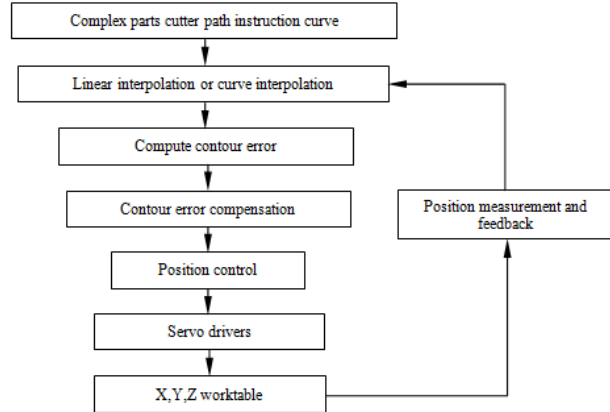 Complex parts cutter path instruction curve
Linear interpolation or curve interpolation
Compute contour error
Contour error compensation
Position measurement and
feedback
Position control
Servo drivers
X,Y,Z worktable